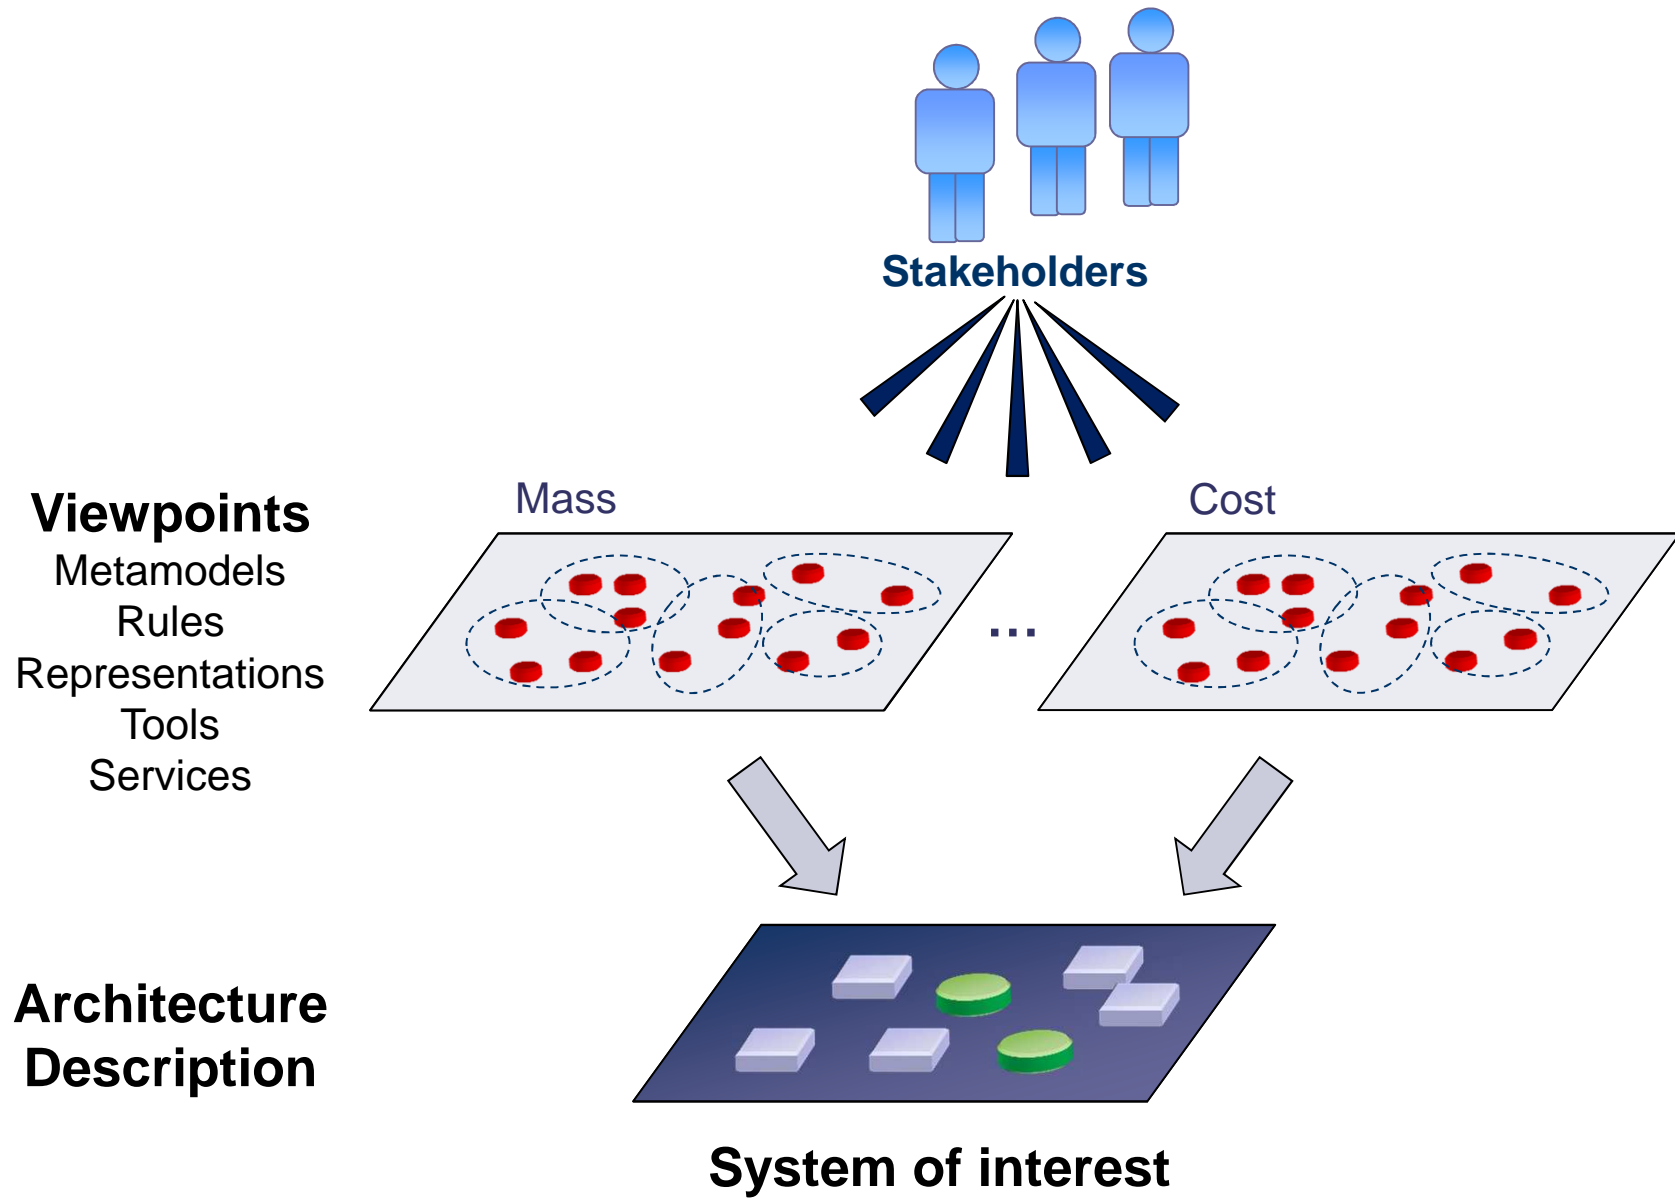 Stakeholders
Mass
Cost
Viewpoints
Metamodels
Rules
Representations
Tools
Services
...
Architecture
Description
System of interest